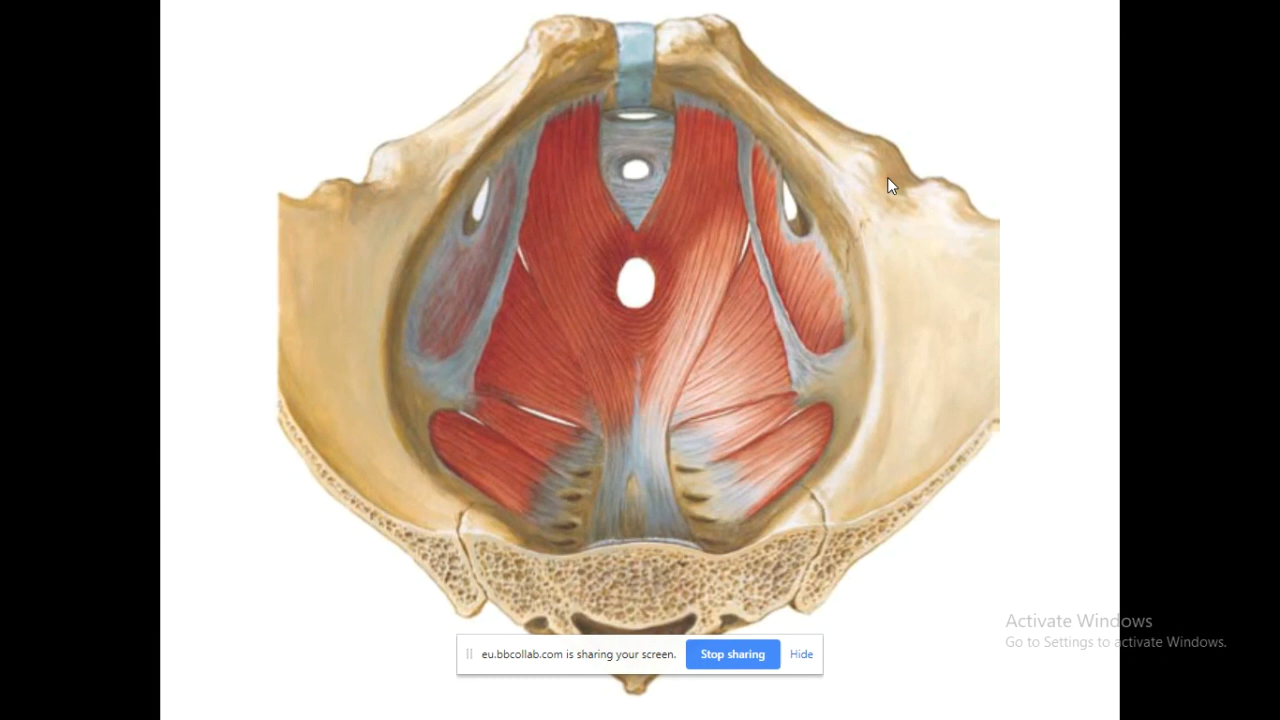 Activate Windows
Go to Settings to activate Windows.
eu.bbcollab.com is sharing your screen.
Stop sharing
Hide